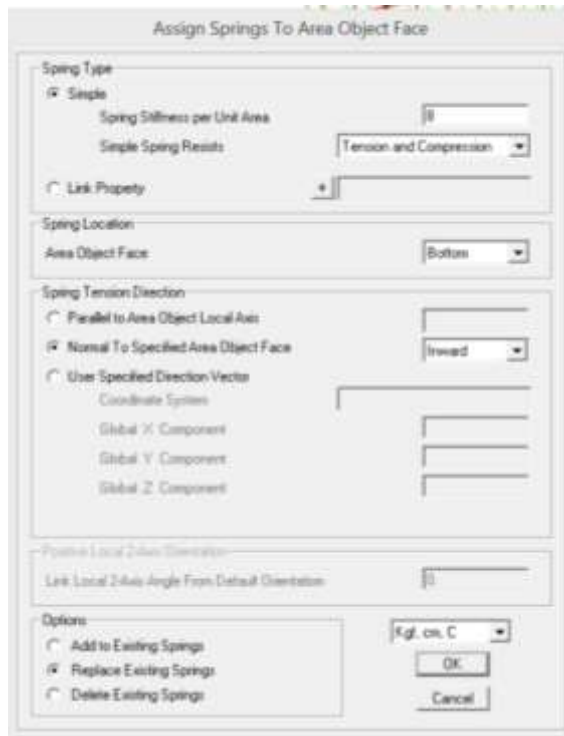 Assign Springs To Area Object Face
Spring Type
Simple
Spring Stiffness per Unit Area
8
Simple Spring Resists
Tension and Compression
Link Property
+
Spring Location
Area Object Face
Bottom
Spring Tension Direction
Parallel to Area Object Local Axis
Normal To Specified Area Object Face
Inward
User Specified Direction Vector
Coordinate System
Global X Component
Global Y Component
Global Z Component
Positive Local 2-Axis Orientation
Link Local 2-Axis Angle From Default Orientation
0.
Options
Kgf, cm, C
Add to Existing Springs
Replace Existing Springs
OK
Delete Existing Springs
Cancel